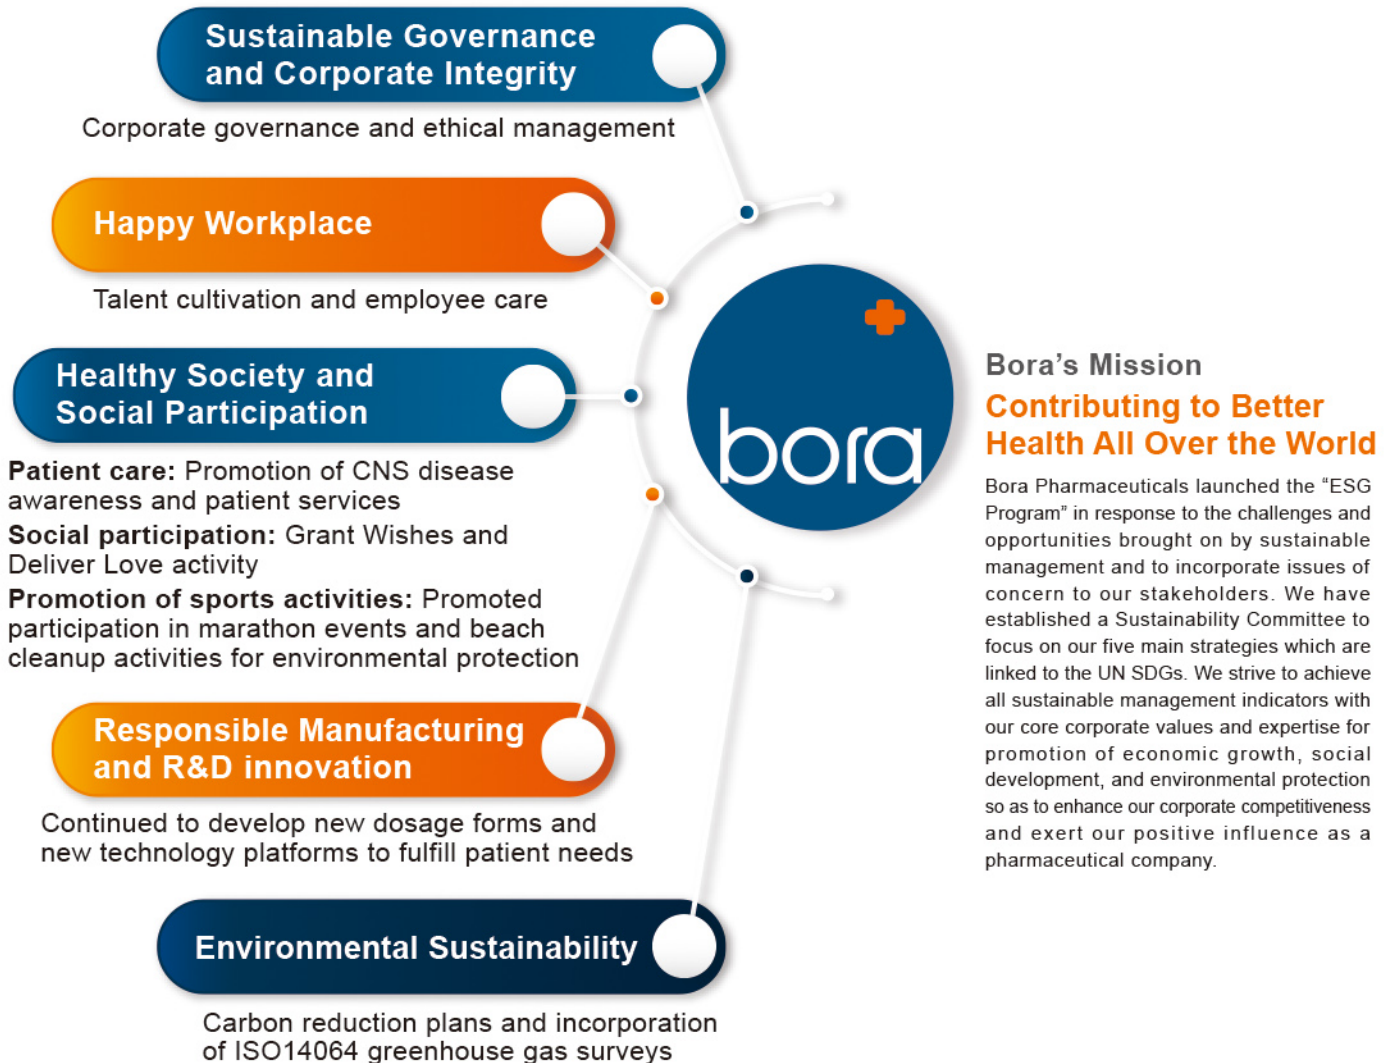 Sustainable Governance
and Corporate Integrity
Corporate governance and ethical management
Happy Workplace
Talent cultivation and employee care
Healthy Society and
Social Participation
Patient care: Promotion of CNS disease
awareness and patient services
Social participation: Grant Wishes and
Deliver Love activity
Promotion of sports activities: Promoted
participation in marathon events and beach
cleanup activities for environmental protection
Responsible Manufacturing
and R&D innovation
Continued to develop new dosage forms and
new technology platforms to fulfill patient needs
Environmental Sustainability
Carbon reduction plans and incorporation
of ISO14064 greenhouse gas surveys
bora
Bora’s Mission
Contributing to Better
Health All Over the World
Bora Pharmaceuticals launched the “ESG
Program” in response to the challenges and
opportunities brought on by sustainable
management and to incorporate issues of
concern to our stakeholders. We have
established a Sustainability Committee to
focus on our five main strategies which are
linked to the UN SDGs. We strive to achieve
all sustainable management indicators with
our core corporate values and expertise for
promotion of economic growth, social
development, and environmental protection
so as to enhance our corporate competitiveness
and exert our positive influence as a
pharmaceutical company.